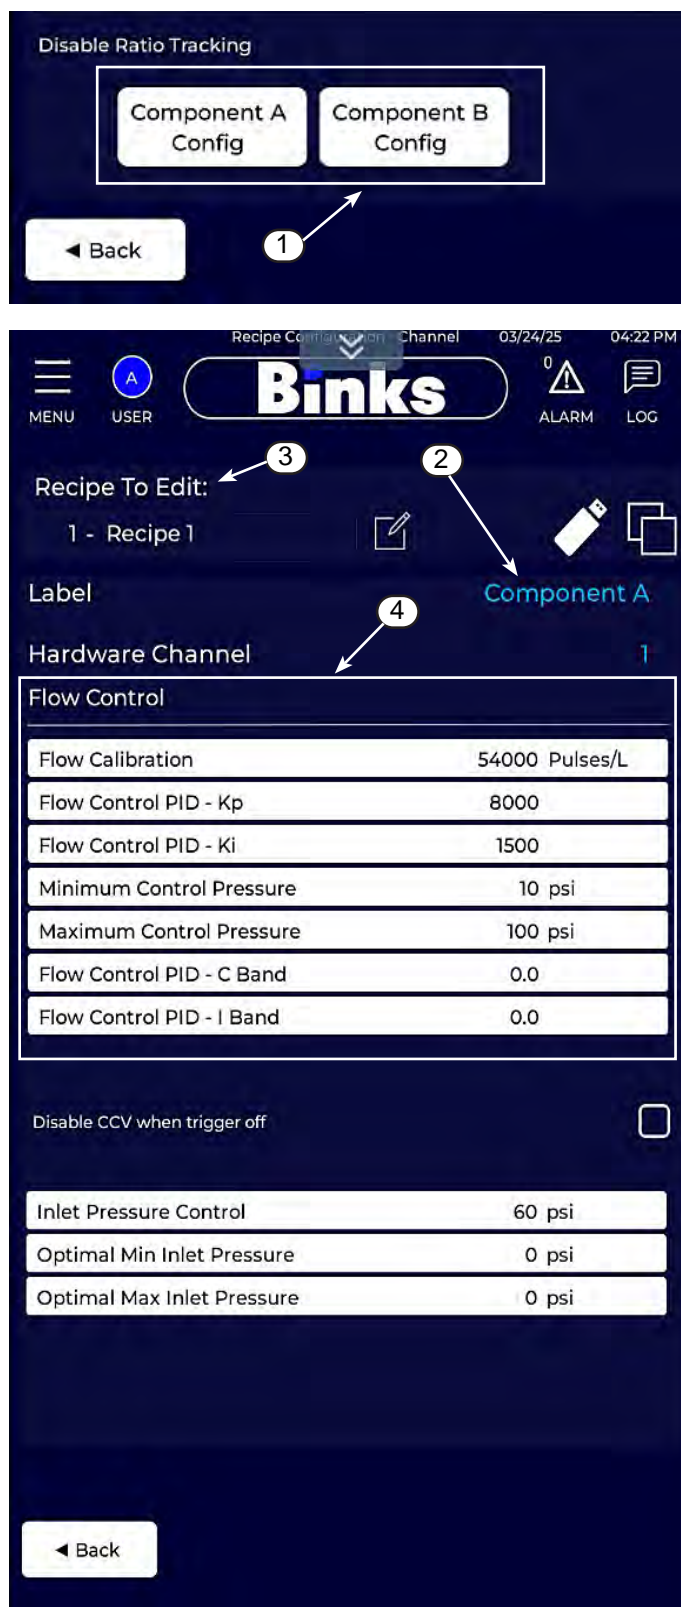 Disable Ratio Tracking
Component A
Config
Component B
Config
1
◄ Back
Recipe Configuration - Channel 03/24/25 04:22 PM
MENU
A
USER
Binks
0
ALARM
LOG
3
2
Recipe To Edit:
1 - Recipe 1
Label Component A
4
Hardware Channel 1
Flow Control
Flow Calibration 54000 Pulses/L
Flow Control PID - Kp 8000
Flow Control PID - Ki 1500
Minimum Control Pressure 10 psi
Maximum Control Pressure 100 psi
Flow Control PID - C Band 0.0
Flow Control PID - I Band 0.0
Disable CCV when trigger off
Inlet Pressure Control 60 psi
Optimal Min Inlet Pressure 0 psi
Optimal Max Inlet Pressure 0 psi
◄ Back